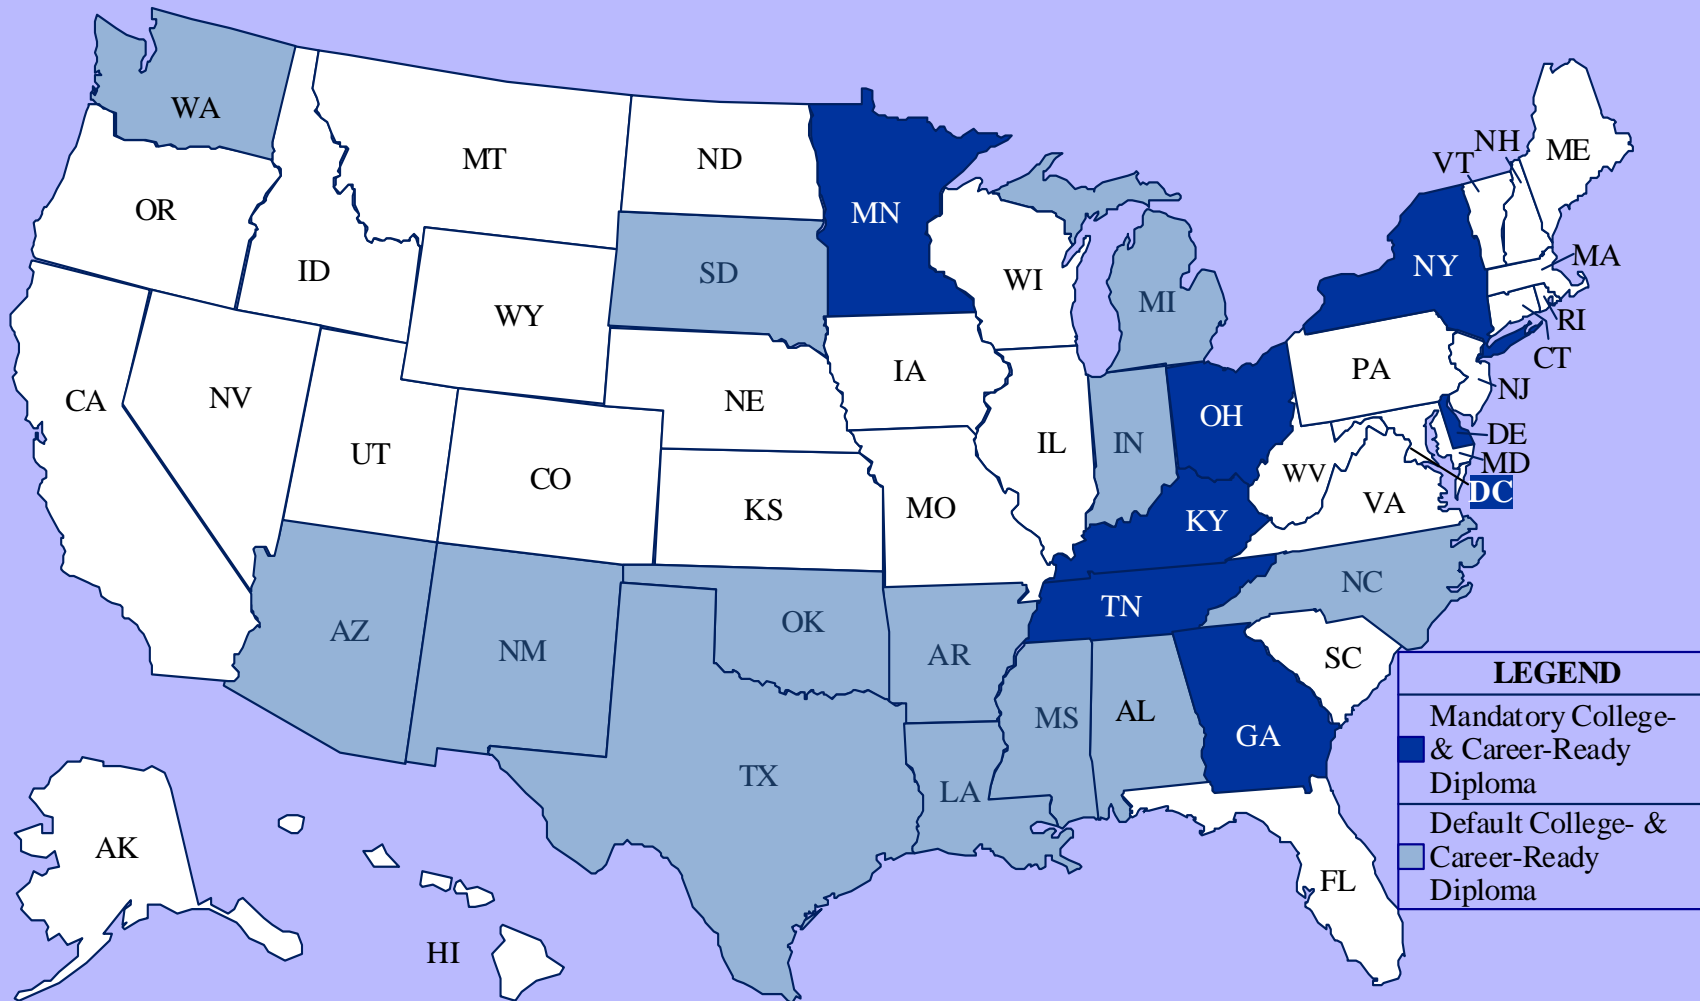 WA
MT
ND
MN
OR
ID
SD
WI
MI
WY
NY
VT
NH
ME
MA
RI
CT
CA
NV
UT
CO
NE
IA
IL
IN
OH
PA
NJ
DE
MD
DC
KS
MO
KY
WV
VA
AZ
NM
OK
AR
TN
NC
SC
TX
LA
MS
AL
GA
FL
AK
HI
LEGEND
Mandatory College-
& Career-Ready
Diploma
Default College- &
Career-Ready
Diploma